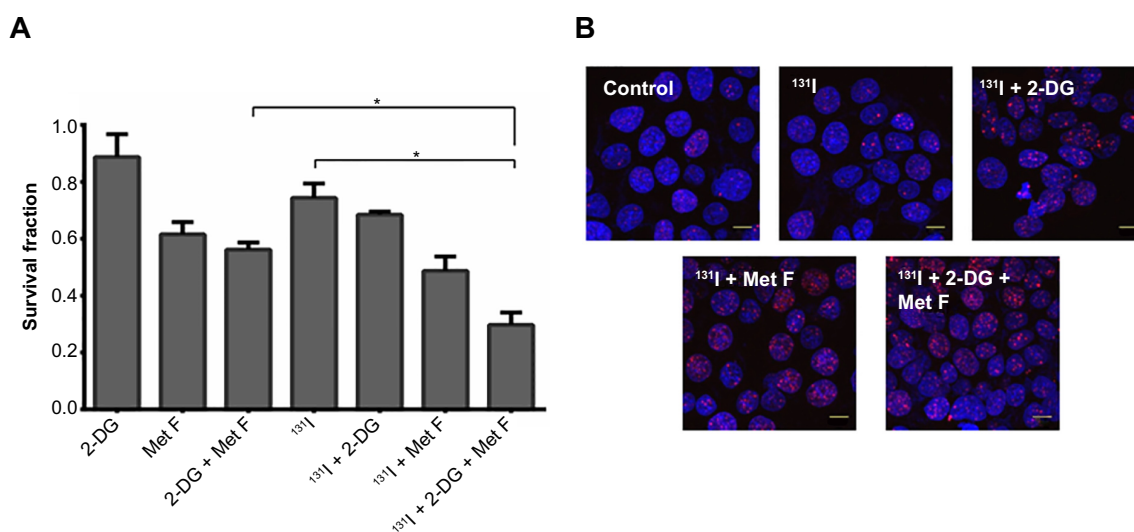 A
Survival fraction
1.0
0.8
0.6
0.4
0.2
0.0
*
*
2-DG
Met F
2-DG + Met F
¹³¹I
¹³¹I + 2-DG
¹³¹I + Met F
¹³¹I + 2-DG + Met F
B
Control
¹³¹I
¹³¹I + 2-DG
¹³¹I + Met F
¹³¹I + 2-DG +
Met F